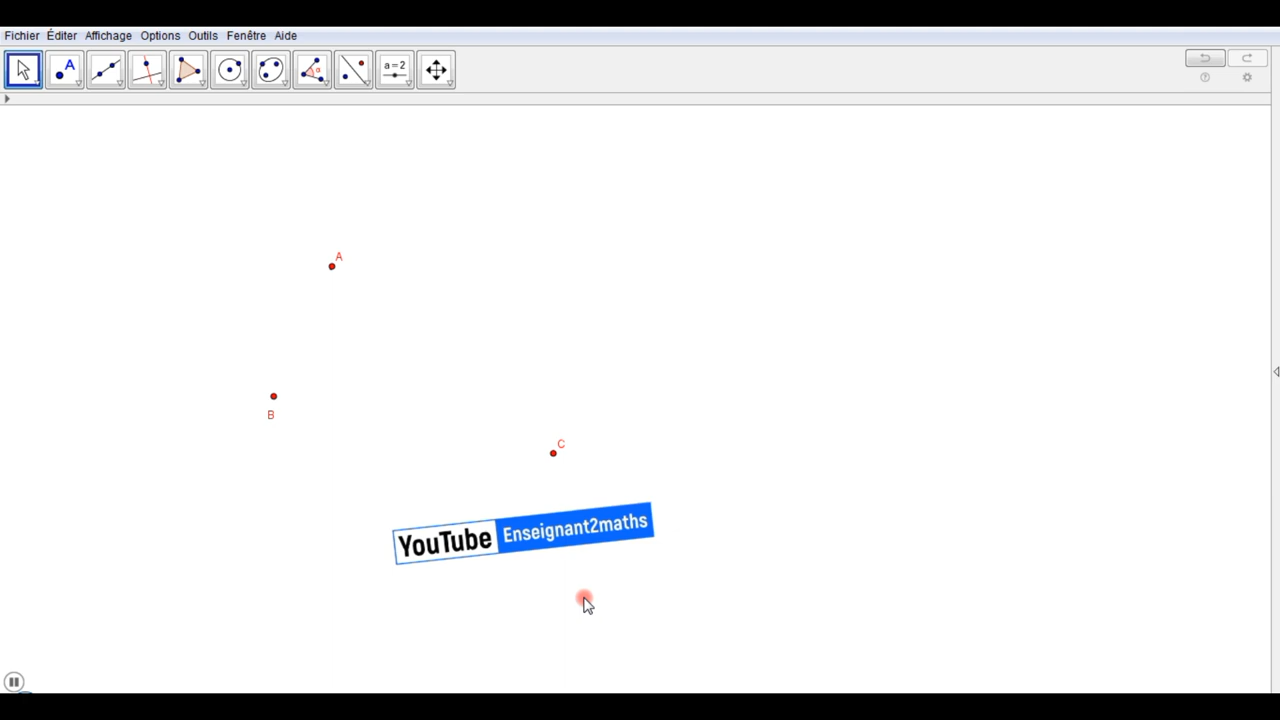 Fichier Éditer Affichage Options Outils Fenêtre Aide
A
a=2
A
B
C
YouTube Enseignant2maths